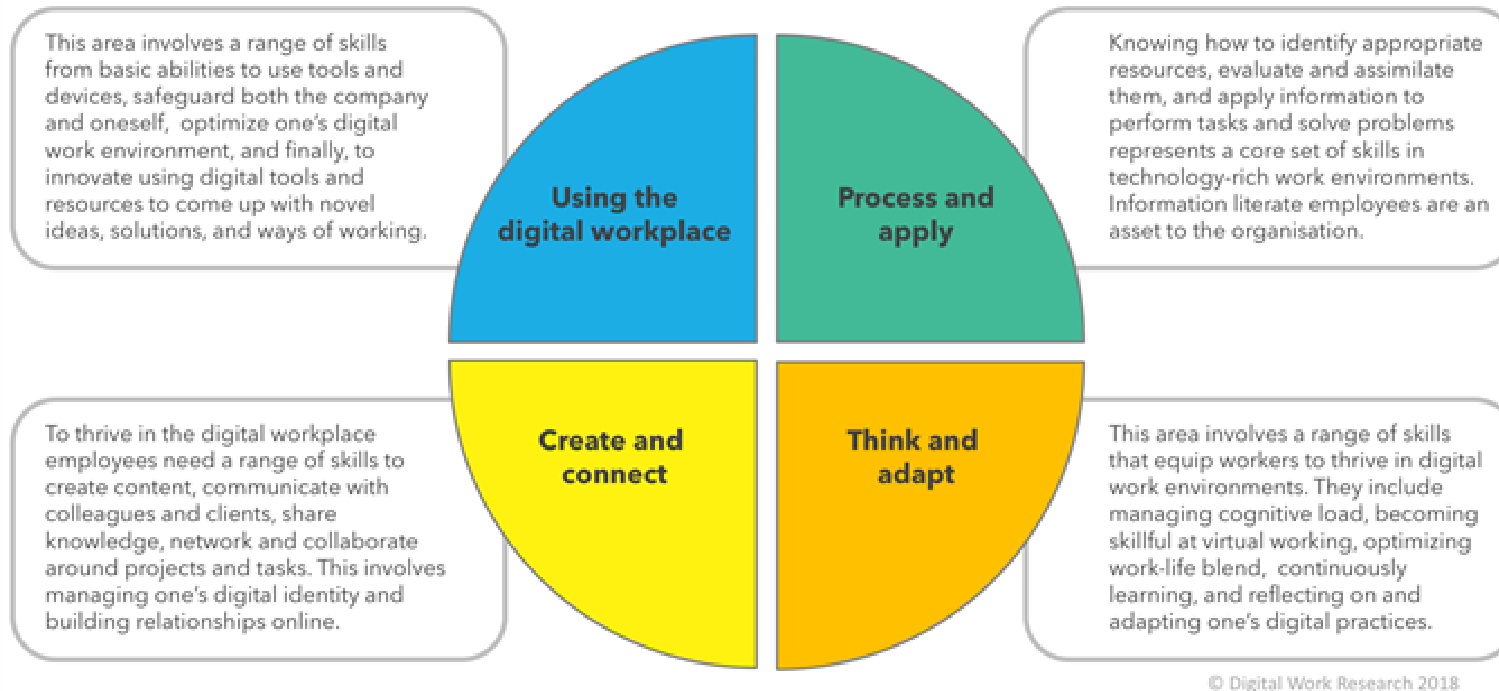 This area involves a range of skills
from basic abilities to use tools and
devices, safeguard both the company
and oneself, optimize one's digital
work environment, and finally, to
innovate using digital tools and
resources to come up with novel
ideas, solutions, and ways of working.
Using the
digital workplace
Process and
apply
Knowing how to identify appropriate
resources, evaluate and assimilate
them, and apply information to
perform tasks and solve problems
represents a core set of skills in
technology-rich work environments.
Information literate employees are an
asset to the organisation.
To thrive in the digital workplace
employees need a range of skills to
create content, communicate with
colleagues and clients, share
knowledge, network and collaborate
around projects and tasks. This involves
managing one's digital identity and
building relationships online.
Create and
connect
Think and
adapt
This area involves a range of skills
that equip workers to thrive in digital
work environments. They include
managing cognitive load, becoming
skillful at virtual working, optimizing
work-life blend, continuously
learning, and reflecting on and
adapting one's digital practices.
© Digital Work Research 2018